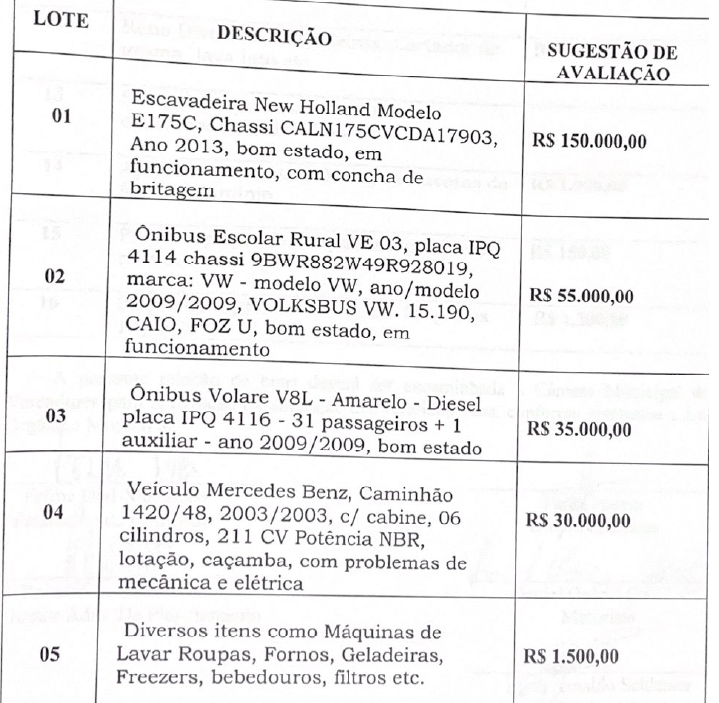 LOTE
DESCRIÇÃO
SUGESTÃO DE
AVALIAÇÃO
01
Escavadeira New Holland Modelo
E175C, Chassi CALN175CVCDA17903,
Ano 2013, bom estado, em
funcionamento, com concha de
britagem
R$ 150.000,00
02
Ônibus Escolar Rural VE 03, placa IPQ
4114 chassi 9BWR882W49R928019,
marca: VW - modelo VW, ano/modelo
2009/2009, VOLKSBUS VW. 15.190,
CAIO, FOZ U, bom estado, em
funcionamento
R$ 55.000,00
03
Ônibus Volare V8L - Amarelo - Diesel
placa IPQ 4116 - 31 passageiros + 1
auxiliar - ano 2009/2009, bom estado
R$ 35.000,00
04
Veículo Mercedes Benz, Caminhão
1420/48, 2003/2003, c/ cabine, 06
cilindros, 211 CV Potência NBR,
lotação, caçamba, com problemas de
mecânica e elétrica
R$ 30.000,00
05
Diversos itens como Máquinas de
Lavar Roupas, Fornos, Geladeiras,
Freezers, bebedouros, filtros etc.
R$ 1.500,00